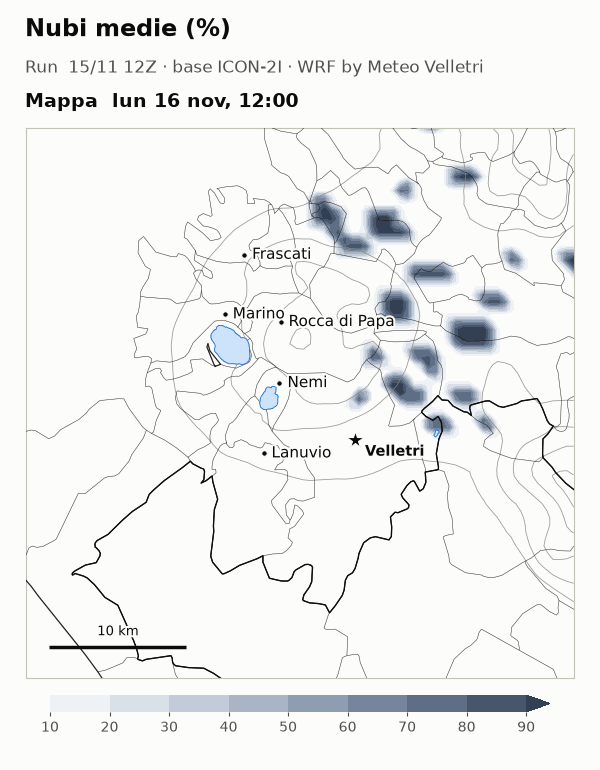 Nubi medie (%)
Run  15/11 12Z · base ICON-2I · WRF by Meteo Velletri
Mappa  lun 16 nov, 12:00
Frascati
Marino
Rocca di Papa
Nemi
Velletri
Lanuvio
10 km
10 20 30 40 50 60 70 80 90